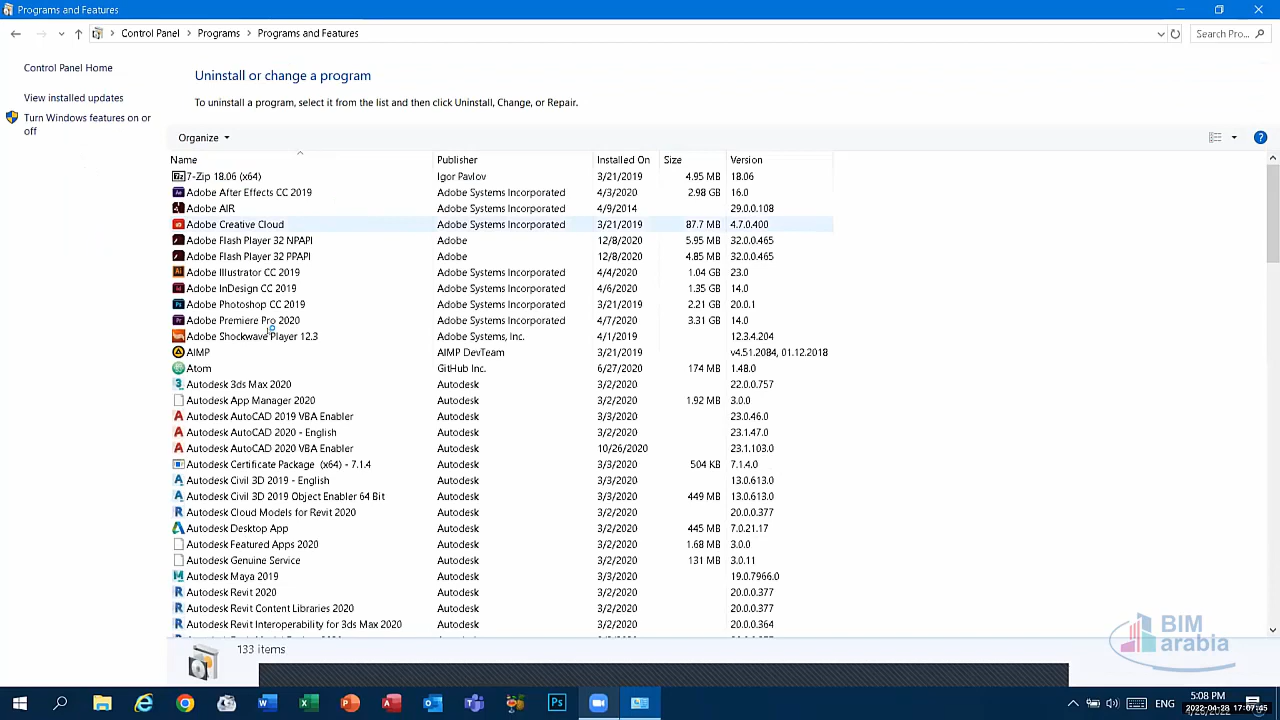 Programs and Features
Control Panel Programs Programs and Features Search Pro...
Control Panel Home
View installed updates
Turn Windows features on or off
Uninstall or change a program
To uninstall a program, select it from the list and then click Uninstall, Change, or Repair.
Organize
Name Publisher Installed On Size Version
7-Zip 18.06 (x64) Igor Pavlov 3/21/2019 4.95 MB 18.06
Adobe After Effects CC 2019 Adobe Systems Incorporated 4/3/2020 2.98 GB 16.0
Adobe AIR Adobe Systems Incorporated 4/9/2014 29.0.0.108
Adobe Creative Cloud Adobe Systems Incorporated 3/21/2019 87.7 MB 4.7.0.400
Adobe Flash Player 32 NPAPI Adobe 12/8/2020 5.95 MB 32.0.0.465
Adobe Flash Player 32 PPAPI Adobe 12/8/2020 4.85 MB 32.0.0.465
Adobe Illustrator CC 2019 Adobe Systems Incorporated 4/4/2020 1.04 GB 23.0
Adobe InDesign CC 2019 Adobe Systems Incorporated 4/6/2020 1.35 GB 14.0
Adobe Photoshop CC 2019 Adobe Systems Incorporated 3/21/2019 2.21 GB 20.0.1
Adobe Premiere Pro 2020 Adobe Systems Incorporated 4/7/2020 3.31 GB 14.0
Adobe Shockwave Player 12.3 Adobe Systems, Inc. 4/1/2019 12.3.4.204
AIMP AIMP DevTeam 3/21/2019 v4.51.2084, 01.12.2018
Atom GitHub Inc. 6/27/2020 174 MB 1.48.0
Autodesk 3ds Max 2020 Autodesk 3/2/2020 22.0.0.757
Autodesk App Manager 2020 Autodesk 3/2/2020 1.92 MB 3.0.0
Autodesk AutoCAD 2019 VBA Enabler Autodesk 3/3/2020 23.0.46.0
Autodesk AutoCAD 2020 - English Autodesk 3/2/2020 23.1.47.0
Autodesk AutoCAD 2020 VBA Enabler Autodesk 10/26/2020 23.1.103.0
Autodesk Certificate Package (x64) - 7.1.4 Autodesk 3/3/2020 504 KB 7.1.4.0
Autodesk Civil 3D 2019 - English Autodesk 3/3/2020 13.0.613.0
Autodesk Civil 3D 2019 Object Enabler 64 Bit Autodesk 3/3/2020 449 MB 13.0.613.0
Autodesk Cloud Models for Revit 2020 Autodesk 3/2/2020 20.0.0.377
Autodesk Desktop App Autodesk 3/2/2020 445 MB 7.0.21.17
Autodesk Featured Apps 2020 Autodesk 3/2/2020 1.68 MB 3.0.0
Autodesk Genuine Service Autodesk 3/2/2020 131 MB 3.0.11
Autodesk Maya 2019 Autodesk 3/3/2020 19.0.7966.0
Autodesk Revit 2020 Autodesk 3/2/2020 20.0.0.377
Autodesk Revit Content Libraries 2020 Autodesk 3/2/2020 20.0.0.377
Autodesk Revit Interoperability for 3ds Max 2020 Autodesk 3/2/2020 20.0.0.364
133 items
BIM
arabia
ENG
5:08 PM
2022-04-28 17:07:45